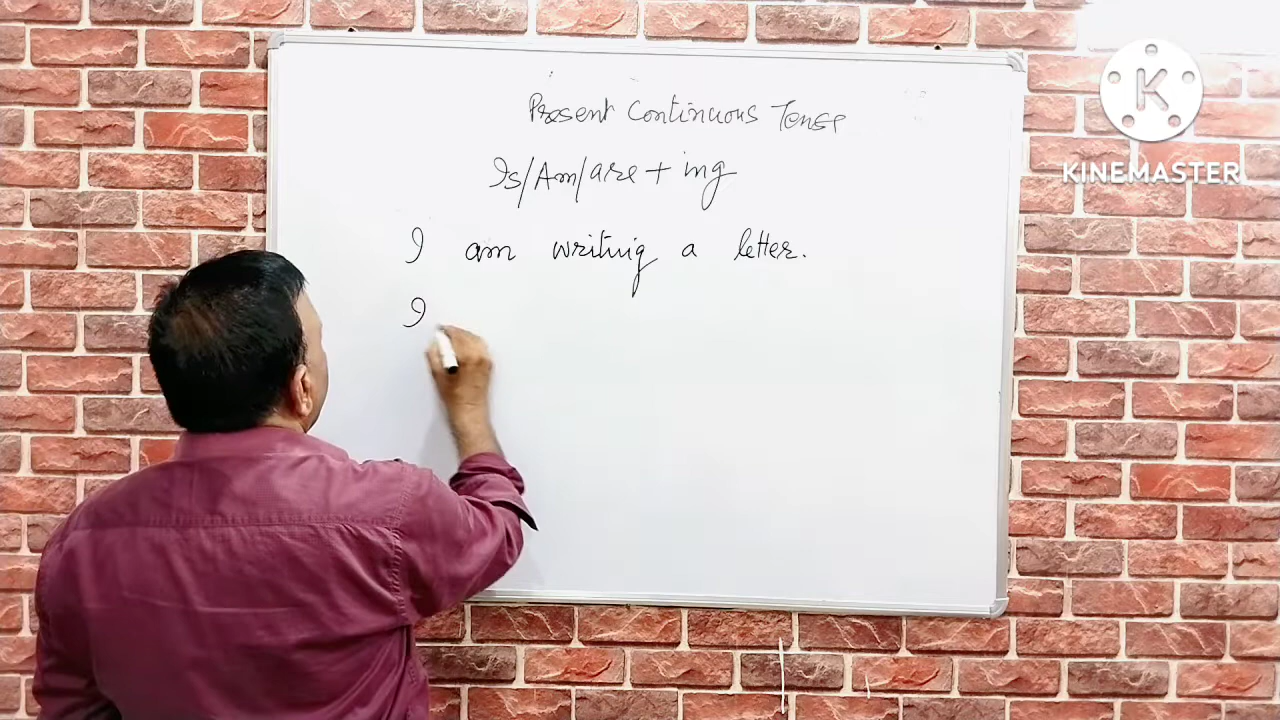 Present Continuous Tense
Is/Am/are + ing
I am writing a letter.
I
K
KINEMASTER